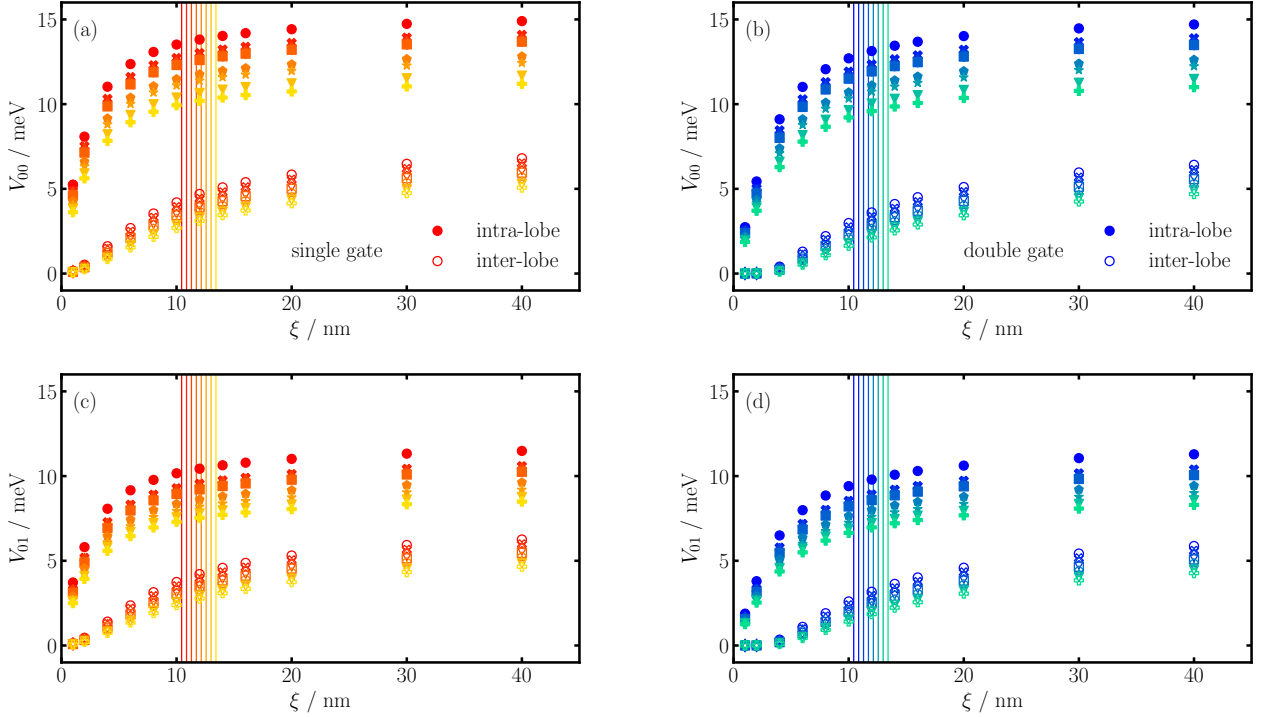 (a)
15
10
5
0
V00 / meV
single gate
intra-lobe
inter-lobe
0 10 20 30 40
ξ / nm
(b)
15
10
5
0
V00 / meV
double gate
intra-lobe
inter-lobe
0 10 20 30 40
ξ / nm
(c)
15
10
5
0
V01 / meV
0 10 20 30 40
ξ / nm
(d)
15
10
5
0
V01 / meV
0 10 20 30 40
ξ / nm